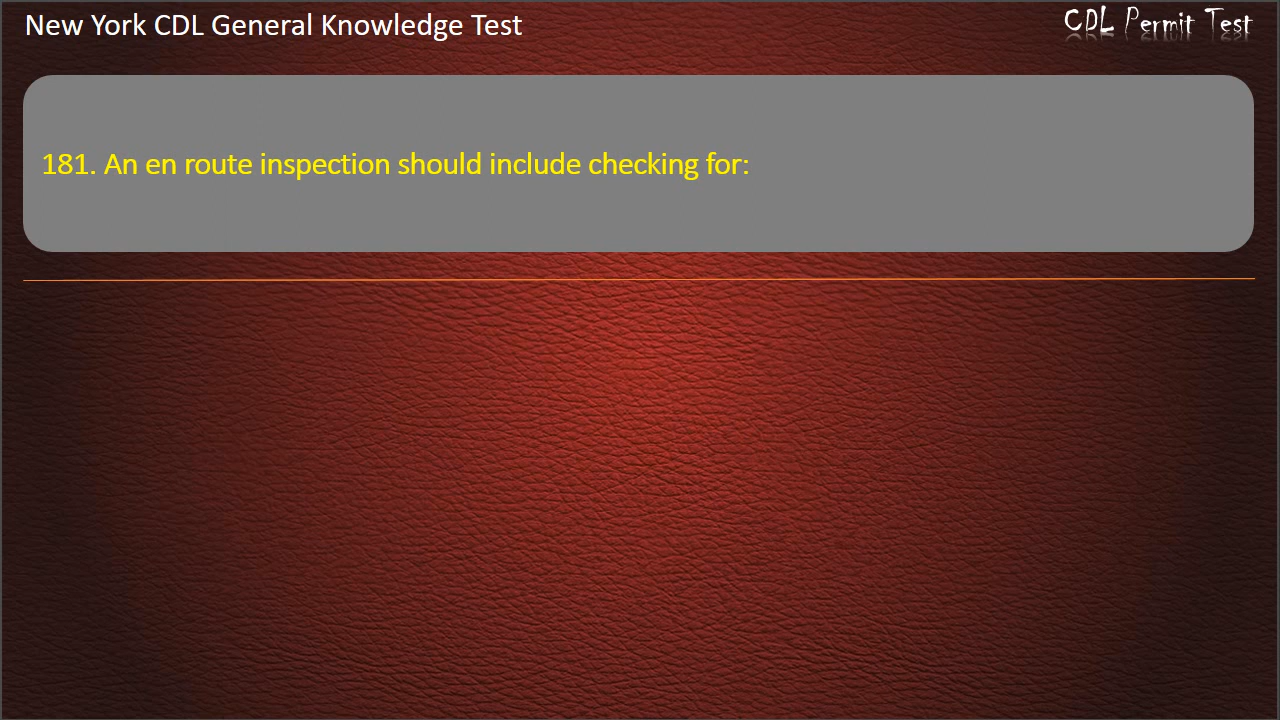 New York CDL General Knowledge Test
CDL Permit Test
181. An en route inspection should include checking for: